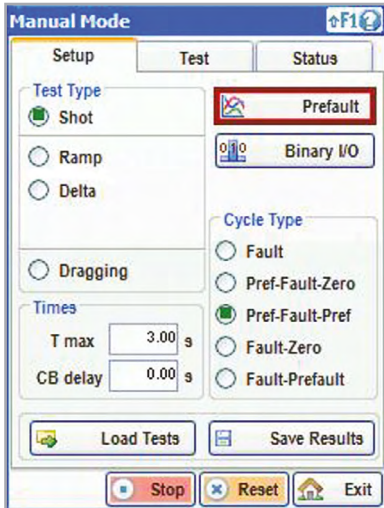 Manual Mode
⇧F1?
Setup Test Status
Test Type
Shot
Ramp
Delta
Dragging
Times
T max 3.00 s
CB delay 0.00 s
Prefault
010 Binary I/O
Cycle Type
Fault
Pref-Fault-Zero
Pref-Fault-Pref
Fault-Zero
Fault-Prefault
Load Tests Save Results
Stop Reset Exit